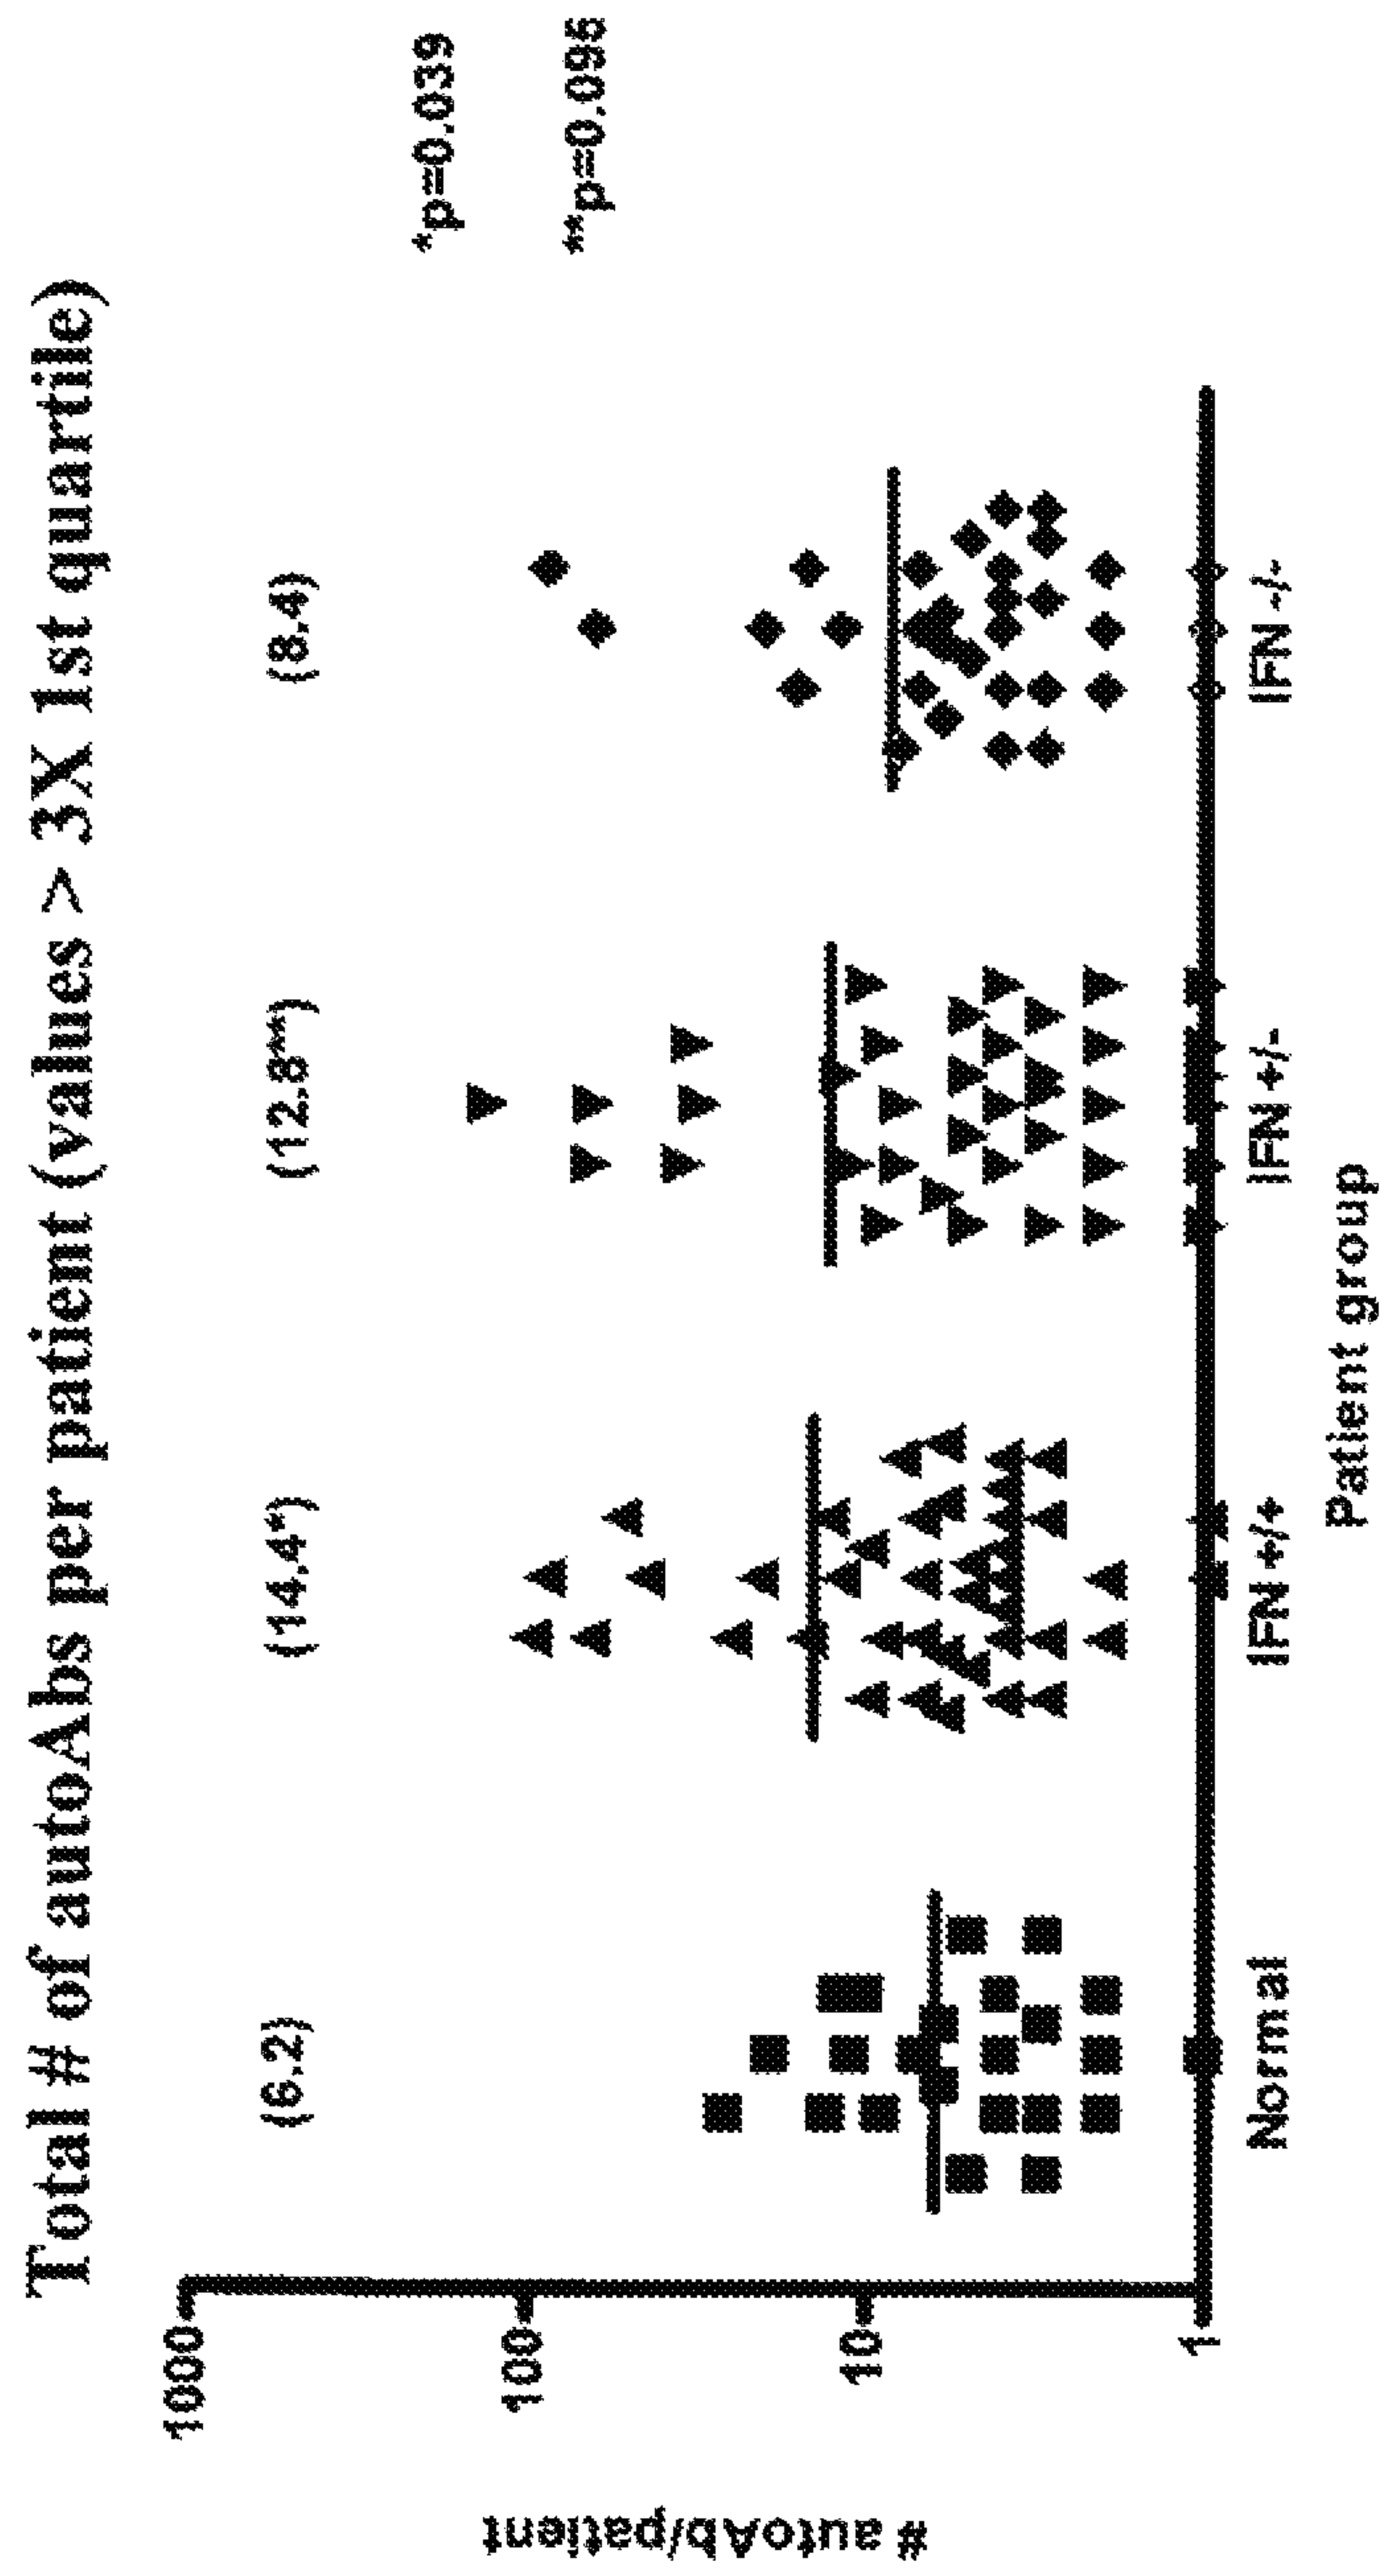 Total # of autoAbs per patient (values > 3X 1st quartile)
(6.2)
(14.4*)
(12.8**)
(8.4)
*p=0.039
**p=0.095
1000
100
10
1
# autoAb/patient
Normal
IFN +/+
IFN +/-
IFN -/-
Patient group